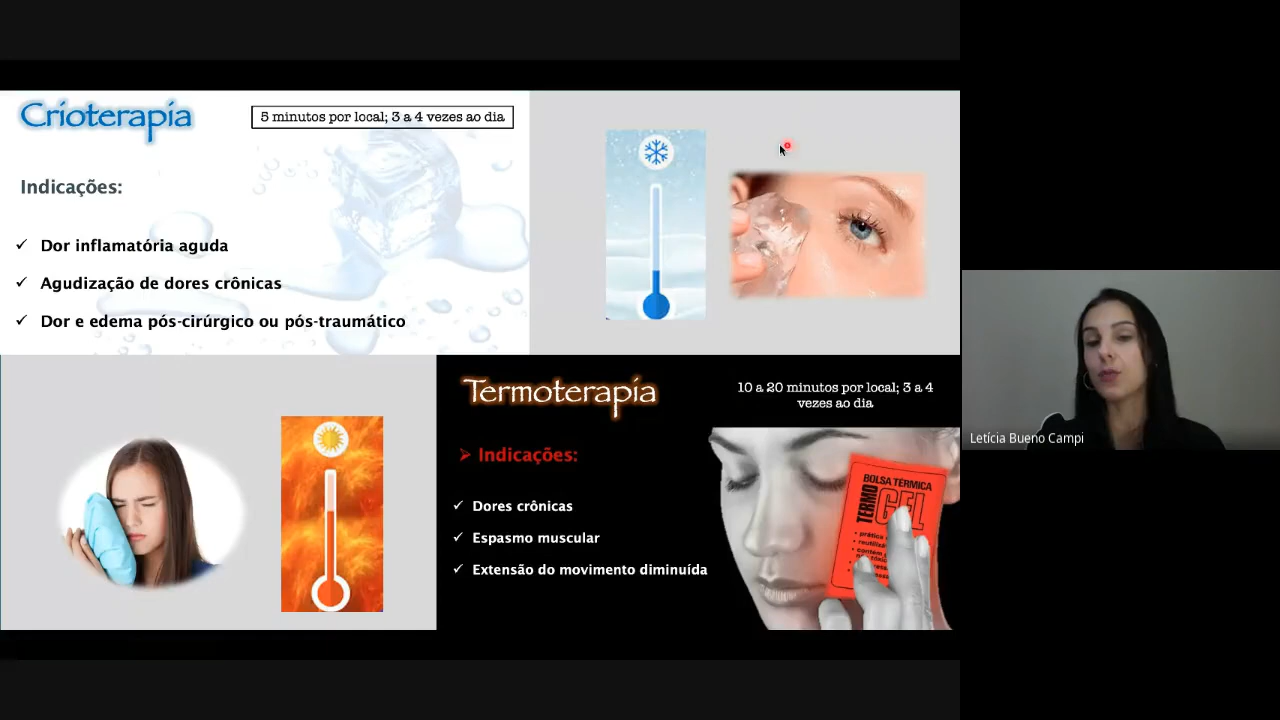 Crioterapia
5 minutos por local; 3 a 4 vezes ao dia
Indicações:
✓ Dor inflamatória aguda
✓ Agudização de dores crônicas
✓ Dor e edema pós-cirúrgico ou pós-traumático
Termoterapia
10 a 20 minutos por local; 3 a 4
vezes ao dia
➢ Indicações:
✓ Dores crônicas
✓ Espasmo muscular
✓ Extensão do movimento diminuída
BOLSA TÉRMICA
TERMO
GEL
Letícia Bueno Campi